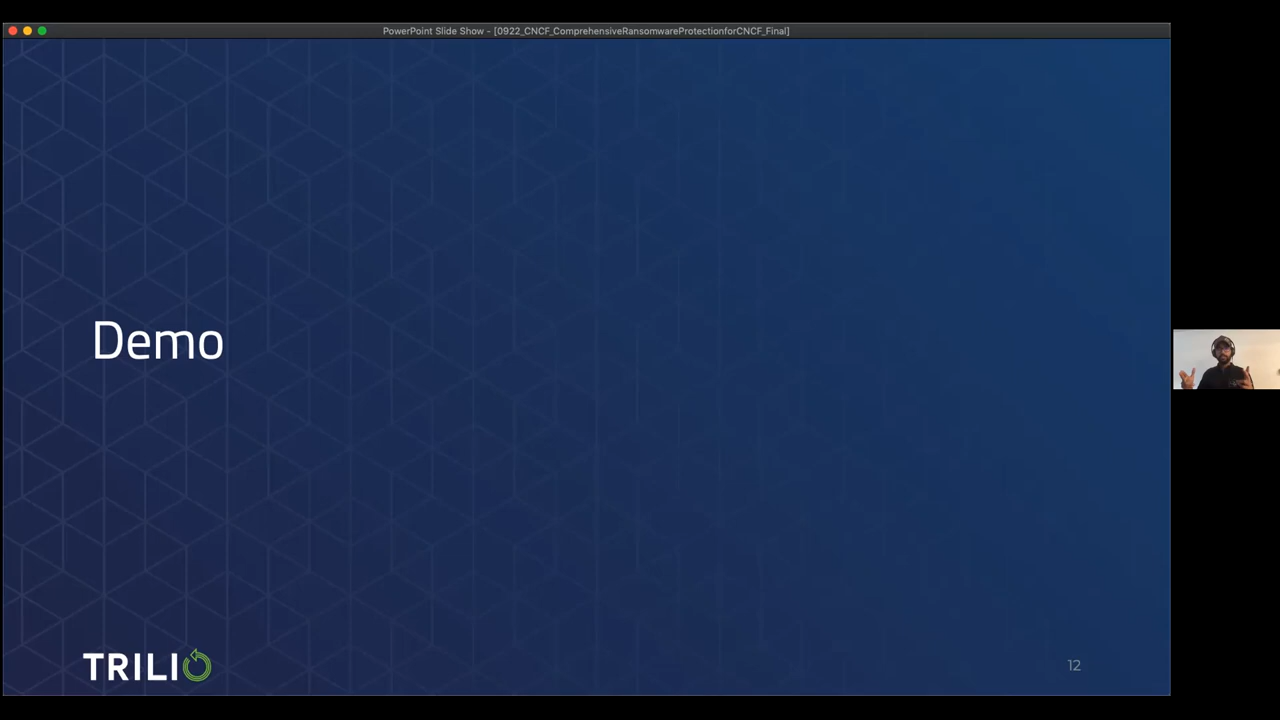 PowerPoint Slide Show - [0922_CNCF_ComprehensiveRansomwareProtectionforCNCF_Final]
Demo
TRILIO
12